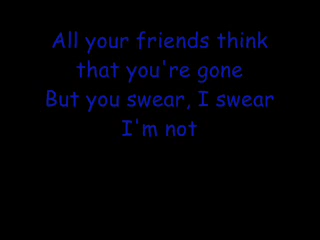 All your friends think
that you're gone
But you swear, I swear
I'm not